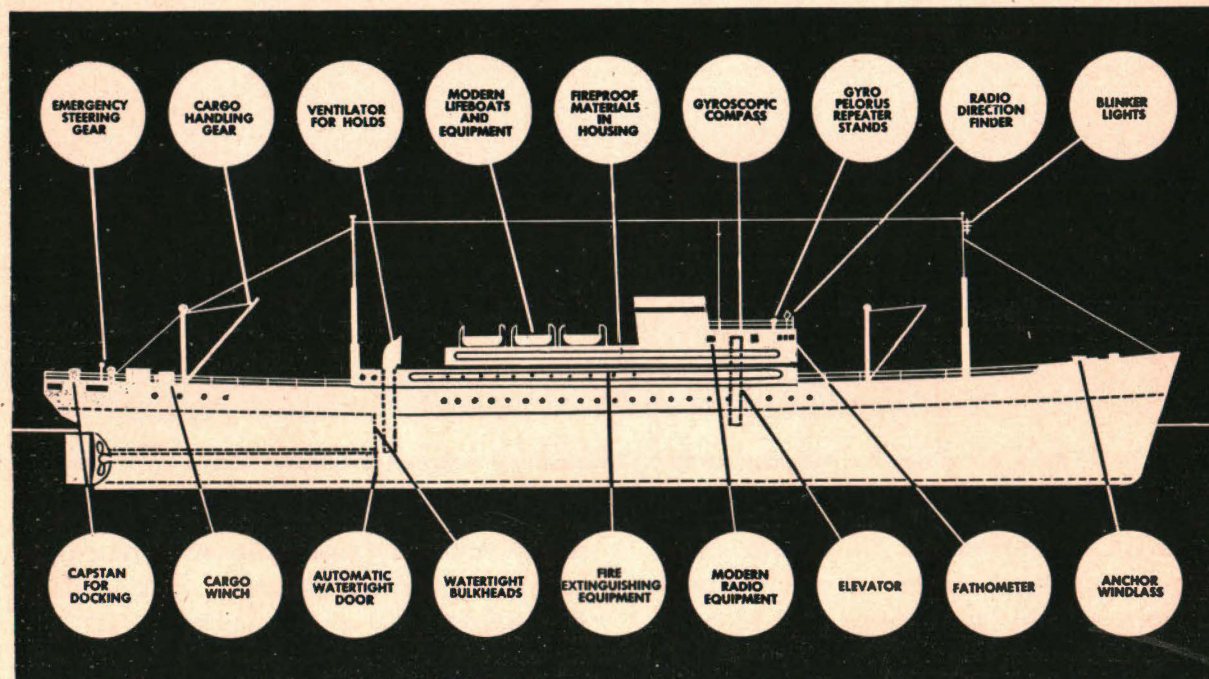 EMERGENCY
STEERING
GEAR
CARGO
HANDLING
GEAR
VENTILATOR
FOR HOLDS
MODERN
LIFEBOATS
AND
EQUIPMENT
FIREPROOF
MATERIALS
IN
HOUSING
GYROSCOPIC
COMPASS
GYRO
PELORUS
REPEATER
STANDS
RADIO
DIRECTION
FINDER
BLINKER
LIGHTS
CAPSTAN
FOR
DOCKING
CARGO
WINCH
AUTOMATIC
WATERTIGHT
DOOR
WATERTIGHT
BULKHEADS
FIRE
EXTINGUISHING
EQUIPMENT
MODERN
RADIO
EQUIPMENT
ELEVATOR
FATHOMETER
ANCHOR
WINDLASS